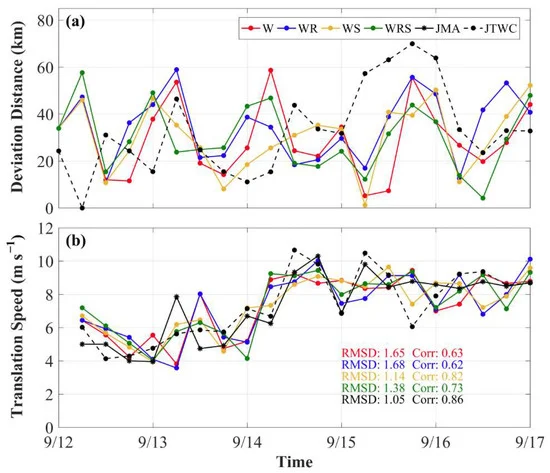 (a)
W WR WS WRS JMA JTWC
Deviation Distance (km)
80
60
40
20
0
(b)
Translation Speed (m s⁻¹)
12
10
8
6
4
2
0
RMSD: 1.65 Corr: 0.63
RMSD: 1.68 Corr: 0.62
RMSD: 1.14 Corr: 0.82
RMSD: 1.38 Corr: 0.73
RMSD: 1.05 Corr: 0.86
9/12 9/13 9/14 9/15 9/16 9/17
Time